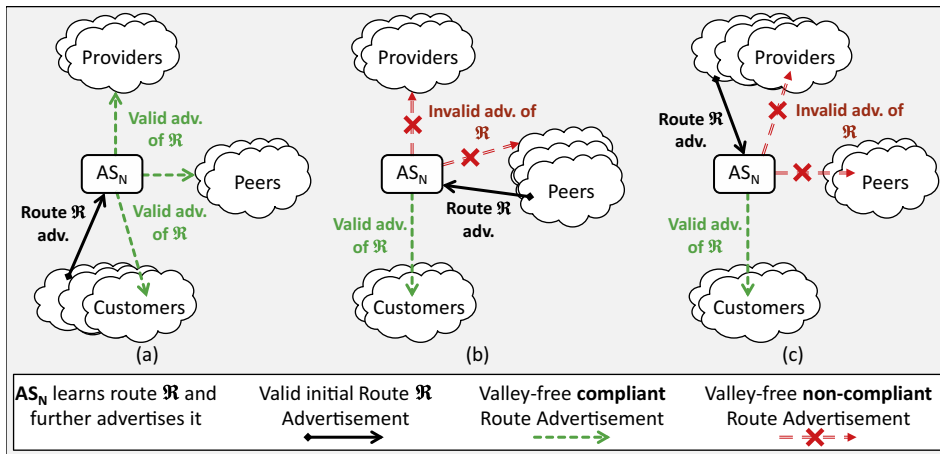 Providers
Valid adv.
of ℜ
AS_N
Peers
Valid adv.
of ℜ
Route ℜ
adv.
Customers
(a)
Providers
Invalid adv. of
ℜ
AS_N
Peers
Route ℜ
adv.
Valid adv.
of ℜ
Customers
(b)
Providers
Route ℜ
adv.
Invalid adv. of
ℜ
AS_N
Peers
Valid adv.
of ℜ
Customers
(c)
AS_N learns route ℜ and
further advertises it
Valid initial Route ℜ
Advertisement
Valley-free compliant
Route Advertisement
Valley-free non-compliant
Route Advertisement